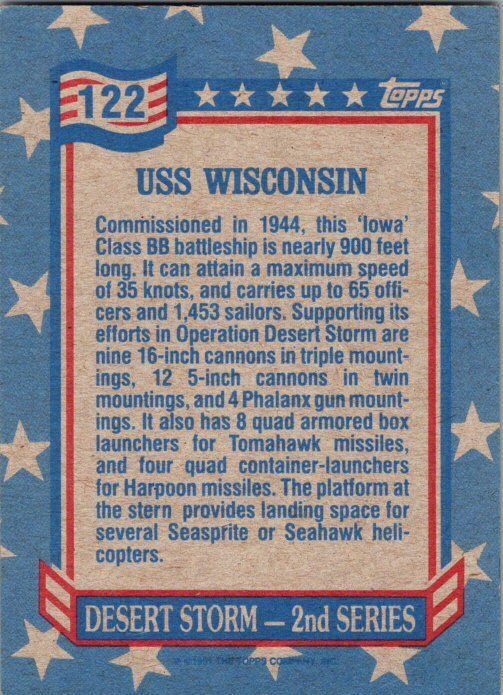 122
TOPPS
USS WISCONSIN
Commissioned in 1944, this 'Iowa'
Class BB battleship is nearly 900 feet
long. It can attain a maximum speed
of 35 knots, and carries up to 65 offi-
cers and 1,453 sailors. Supporting its
efforts in Operation Desert Storm are
nine 16-inch cannons in triple mount-
ings, 12 5-inch cannons in twin
mountings, and 4 Phalanx gun mount-
ings. It also has 8 quad armored box
launchers for Tomahawk missiles,
and four quad container-launchers
for Harpoon missiles. The platform at
the stern provides landing space for
several Seasprite or Seahawk heli-
copters.
DESERT STORM — 2nd SERIES
© 1991 THE TOPPS COMPANY, INC.